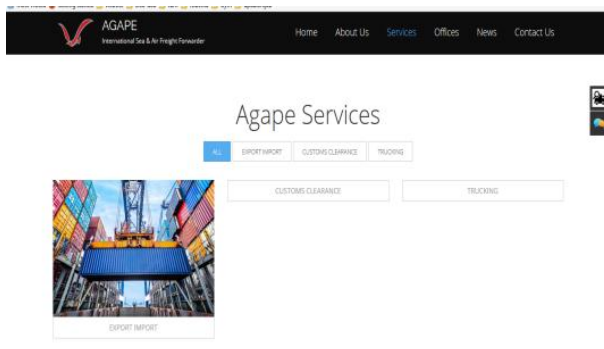 AGAPE
International Sea & Air Freight Forwarder
Home About Us Services Offices News Contact Us
Agape Services
ALL EXPORT IMPORT CUSTOMS CLEARANCE TRUCKING
CUSTOMS CLEARANCE TRUCKING
EXPORT IMPORT